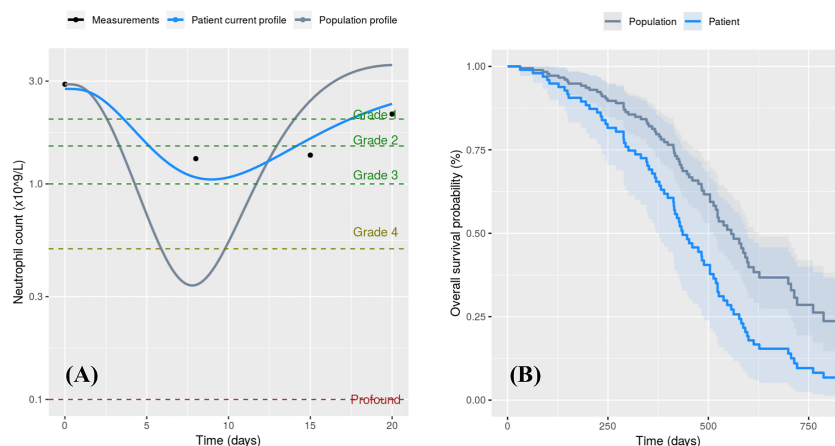 Measurements Patient current profile Population profile
Neutrophil count (x10^9/L)
3.0
1.0
0.3
0.1
Grade 1
Grade 2
Grade 3
Grade 4
Profound
(A)
0 5 10 15 20
Time (days)
Population Patient
Overall survival probability (%)
1.00
0.75
0.50
0.25
0.00
(B)
0 250 500 750
Time (days)